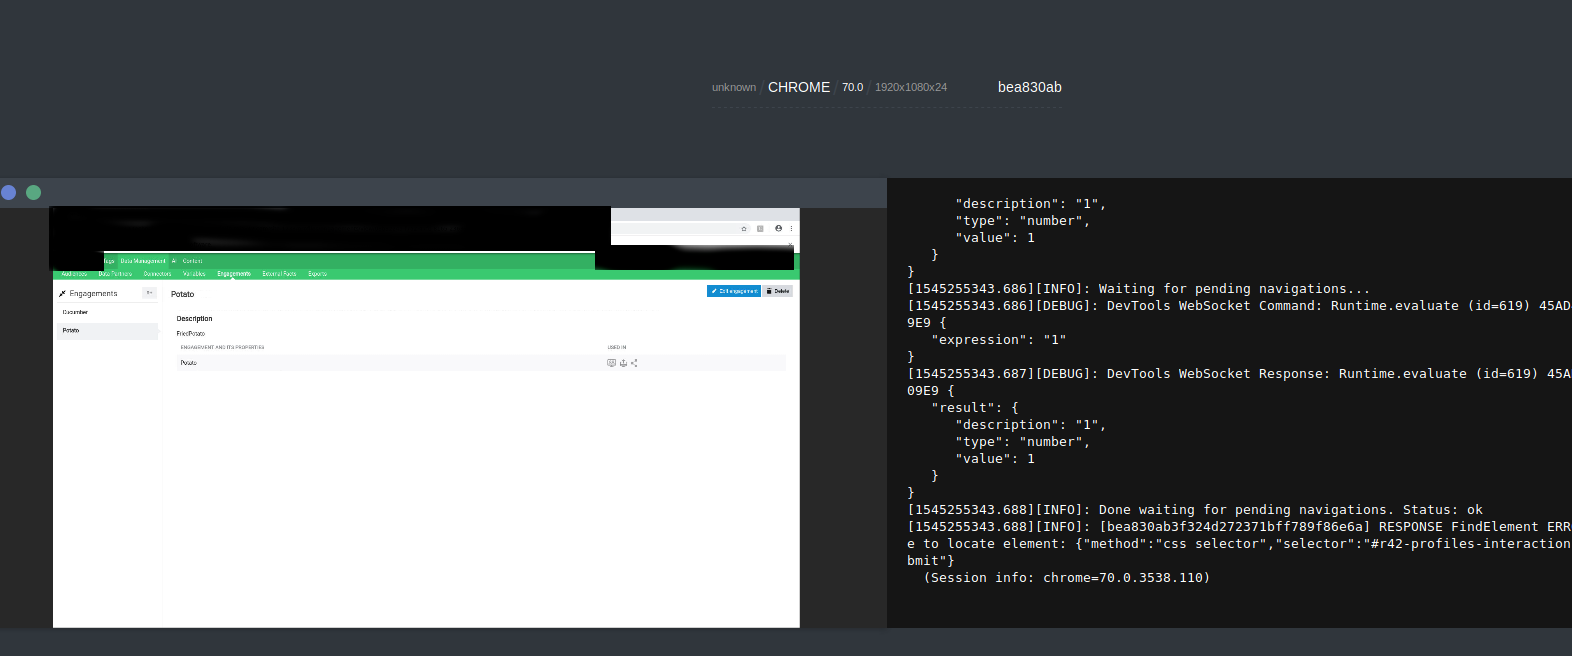 unknown / CHROME / 70.0 / 1920x1080x24 bea830ab
Tags Data Management AI Content
Audiences Data Partners Connectors Variables Engagements External Facts Exports
Engagements
Cucumber
Potato
Potato
Edit engagement Delete
Description
FriedPotato
ENGAGEMENT AND ITS PROPERTIES USED IN
Potato
"description": "1",
"type": "number",
"value": 1
}
}
[1545255343.686][INFO]: Waiting for pending navigations...
[1545255343.686][DEBUG]: DevTools WebSocket Command: Runtime.evaluate (id=619) 45AD
9E9 {
"expression": "1"
}
[1545255343.687][DEBUG]: DevTools WebSocket Response: Runtime.evaluate (id=619) 45A
09E9 {
"result": {
"description": "1",
"type": "number",
"value": 1
}
}
[1545255343.688][INFO]: Done waiting for pending navigations. Status: ok
[1545255343.688][INFO]: [bea830ab3f324d272371bff789f86e6a] RESPONSE FindElement ERR
e to locate element: {"method":"css selector","selector":"#r42-profiles-interaction
bmit"}
(Session info: chrome=70.0.3538.110)